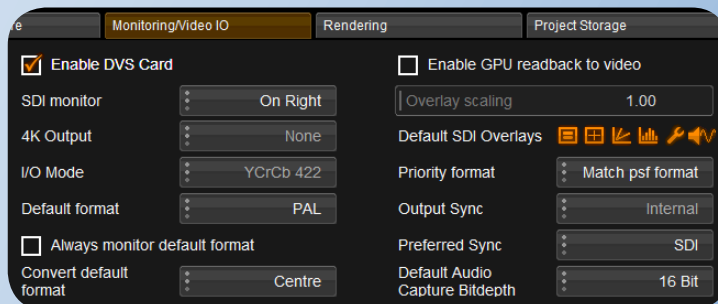 re Monitoring/Video IO Rendering Project Storage
Enable DVS Card Enable GPU readback to video
SDI monitor On Right Overlay scaling 1.00
4K Output None Default SDI Overlays
I/O Mode YCrCb 422 Priority format Match psf format
Default format PAL Output Sync Internal
Always monitor default format Preferred Sync SDI
Convert default format Centre Default Audio Capture Bitdepth 16 Bit